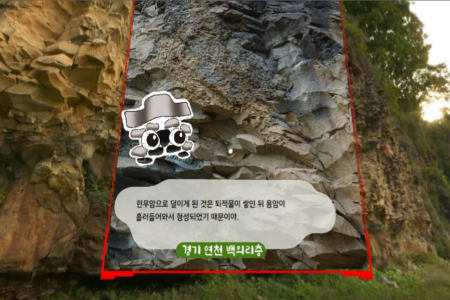 현무암으로 덮이게 된 것은 퇴적물이 쌓인 뒤 용암이
흘러들어와서 형성되었기 때문이야.
경기 연천 백의리층